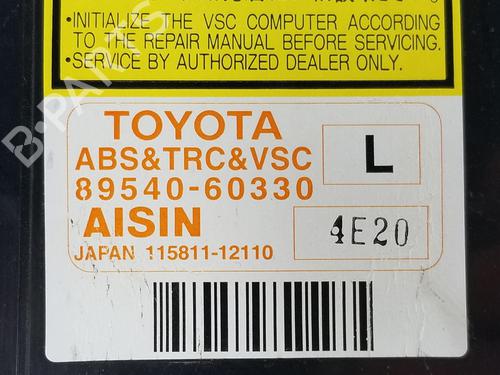 •INITIALIZE THE VSC COMPUTER ACCORDING
TO THE REPAIR MANUAL BEFORE SERVICING.
•SERVICE BY AUTHORIZED DEALER ONLY.
TOYOTA
ABS&TRC&VSC
L
89540-60330
AISIN
4E20
JAPAN 115811-12110
B-PARTS